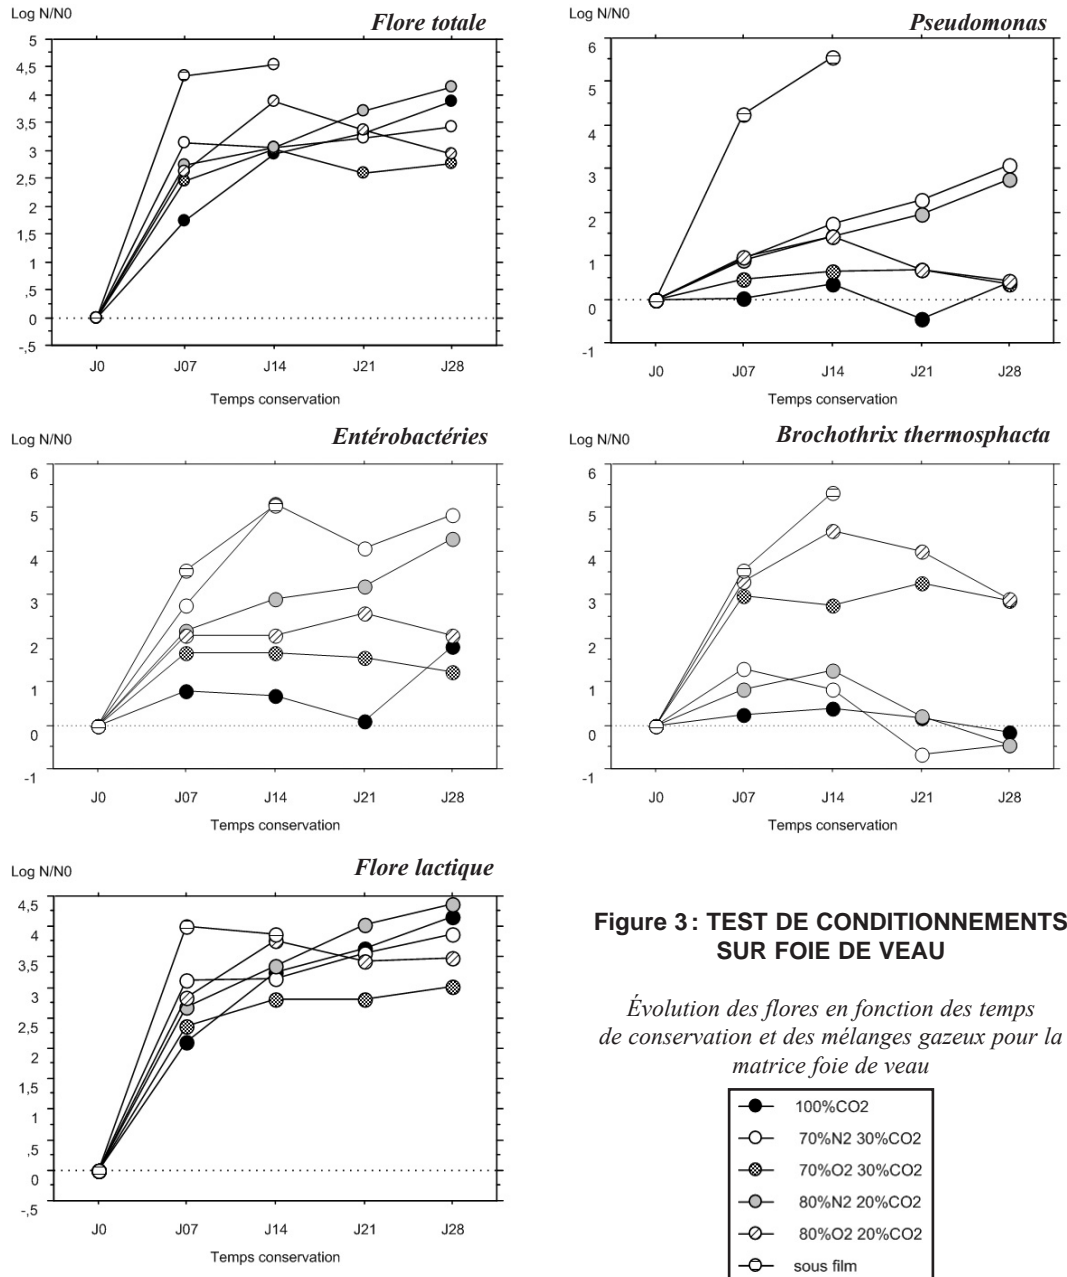 Log N/N0
Flore totale
5
4,5
4
3,5
3
2,5
2
1,5
1
,5
0
-,5
J0 J07 J14 J21 J28
Temps conservation
Log N/N0
Pseudomonas
6
5
4
3
2
1
0
-1
J0 J07 J14 J21 J28
Temps conservation
Log N/N0
Entérobactéries
6
5
4
3
2
1
0
-1
J0 J07 J14 J21 J28
Temps conservation
Log N/N0
Brochothrix thermosphacta
6
5
4
3
2
1
0
-1
J0 J07 J14 J21 J28
Temps conservation
Log N/N0
Flore lactique
4,5
4
3,5
3
2,5
2
1,5
1
,5
0
-,5
J0 J07 J14 J21 J28
Temps conservation
Figure 3 : TEST DE CONDITIONNEMENTS
SUR FOIE DE VEAU
Évolution des flores en fonction des temps
de conservation et des mélanges gazeux pour la
matrice foie de veau
100%CO2
70%N2 30%CO2
70%O2 30%CO2
80%N2 20%CO2
80%O2 20%CO2
sous film